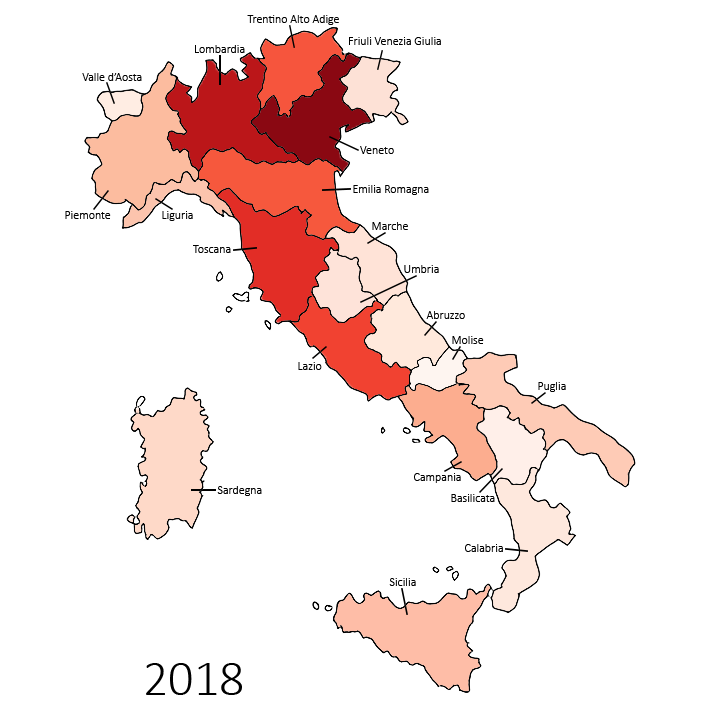 Trentino Alto Adige
Friuli Venezia Giulia
Lombardia
Valle d'Aosta
Veneto
Emilia Romagna
Piemonte
Liguria
Marche
Toscana
Umbria
Abruzzo
Molise
Lazio
Puglia
Campania
Sardegna
Basilicata
Calabria
Sicilia
2018